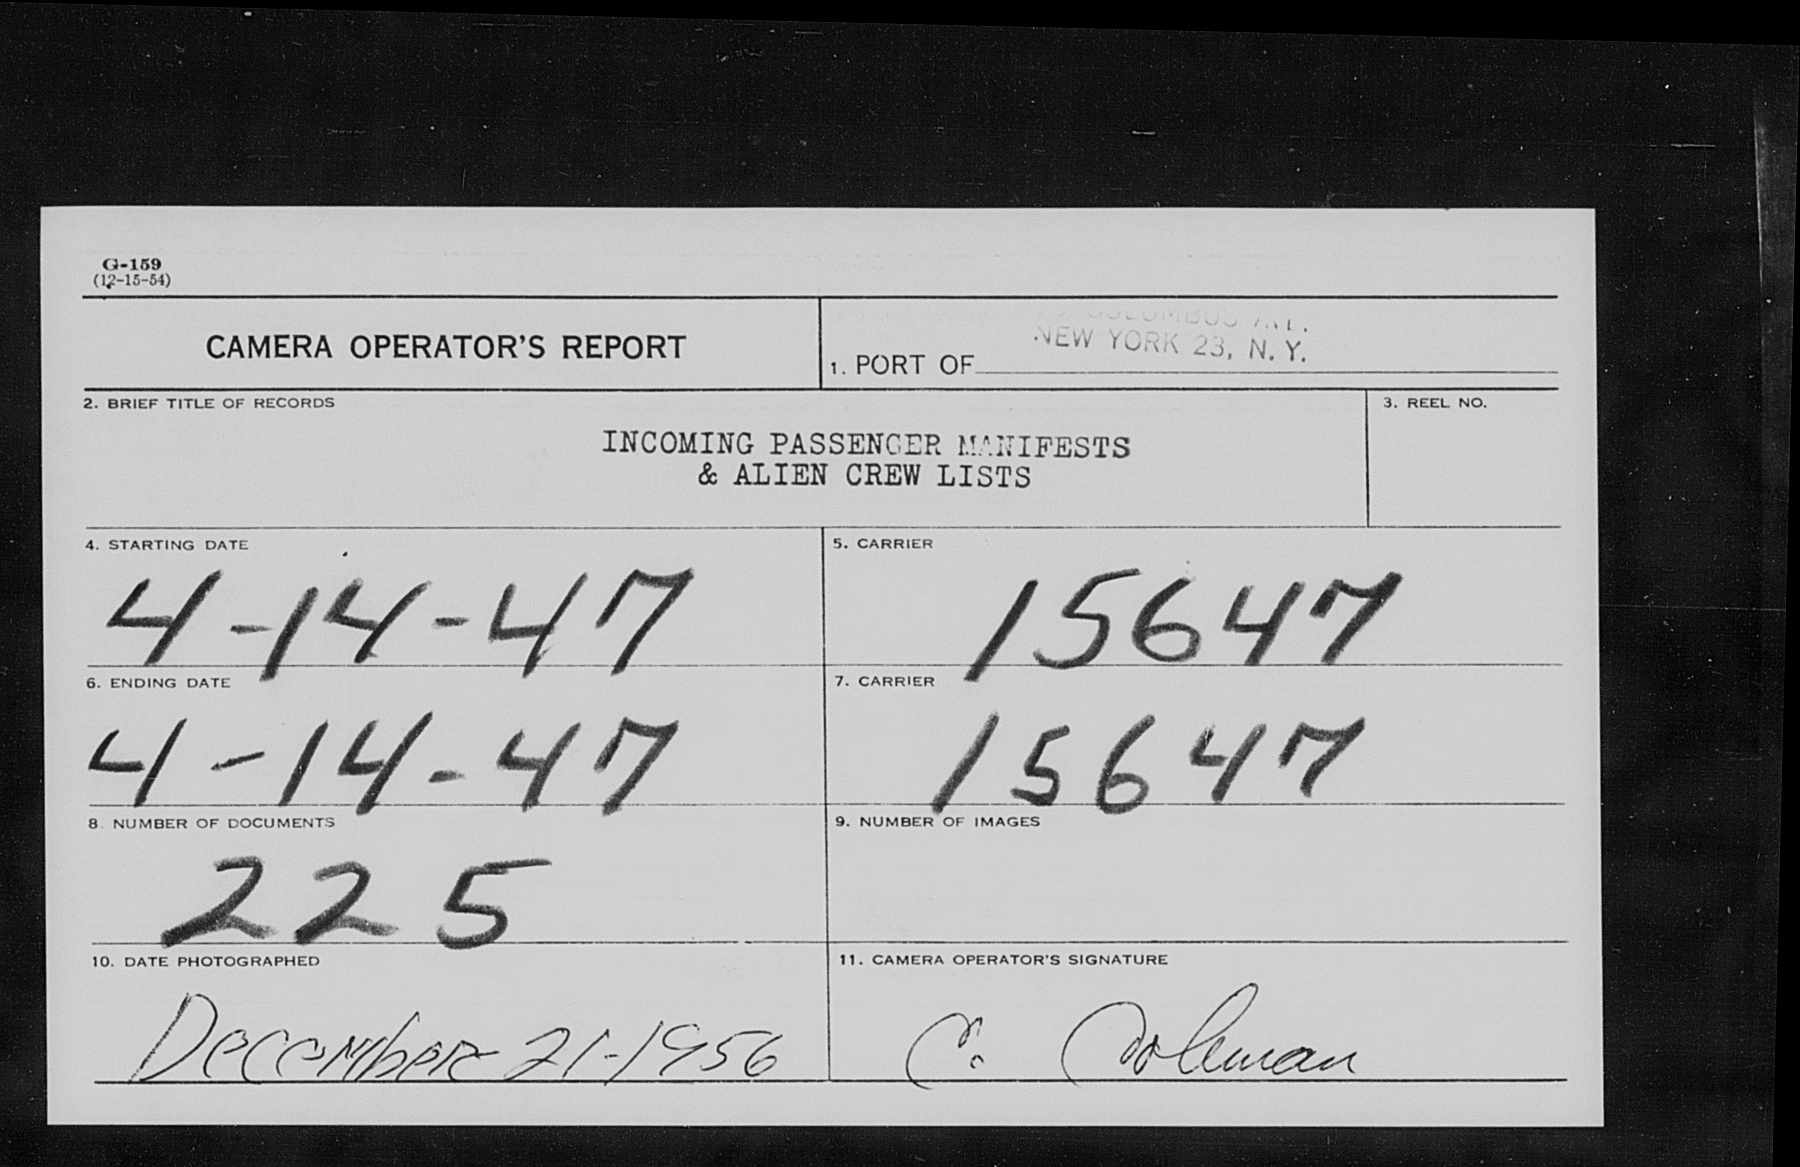 G-159
(12-15-54)
CAMERA OPERATOR'S REPORT
1. PORT OF
COLUMBUS AVE.
NEW YORK 23, N. Y.
2. BRIEF TITLE OF RECORDS
3. REEL NO.
INCOMING PASSENGER MANIFESTS
& ALIEN CREW LISTS
4. STARTING DATE
5. CARRIER
4-14-47
15647
6. ENDING DATE
7. CARRIER
4-14-47
15647
8. NUMBER OF DOCUMENTS
9. NUMBER OF IMAGES
225
10. DATE PHOTOGRAPHED
11. CAMERA OPERATOR'S SIGNATURE
December 21-1956
C. Coleman